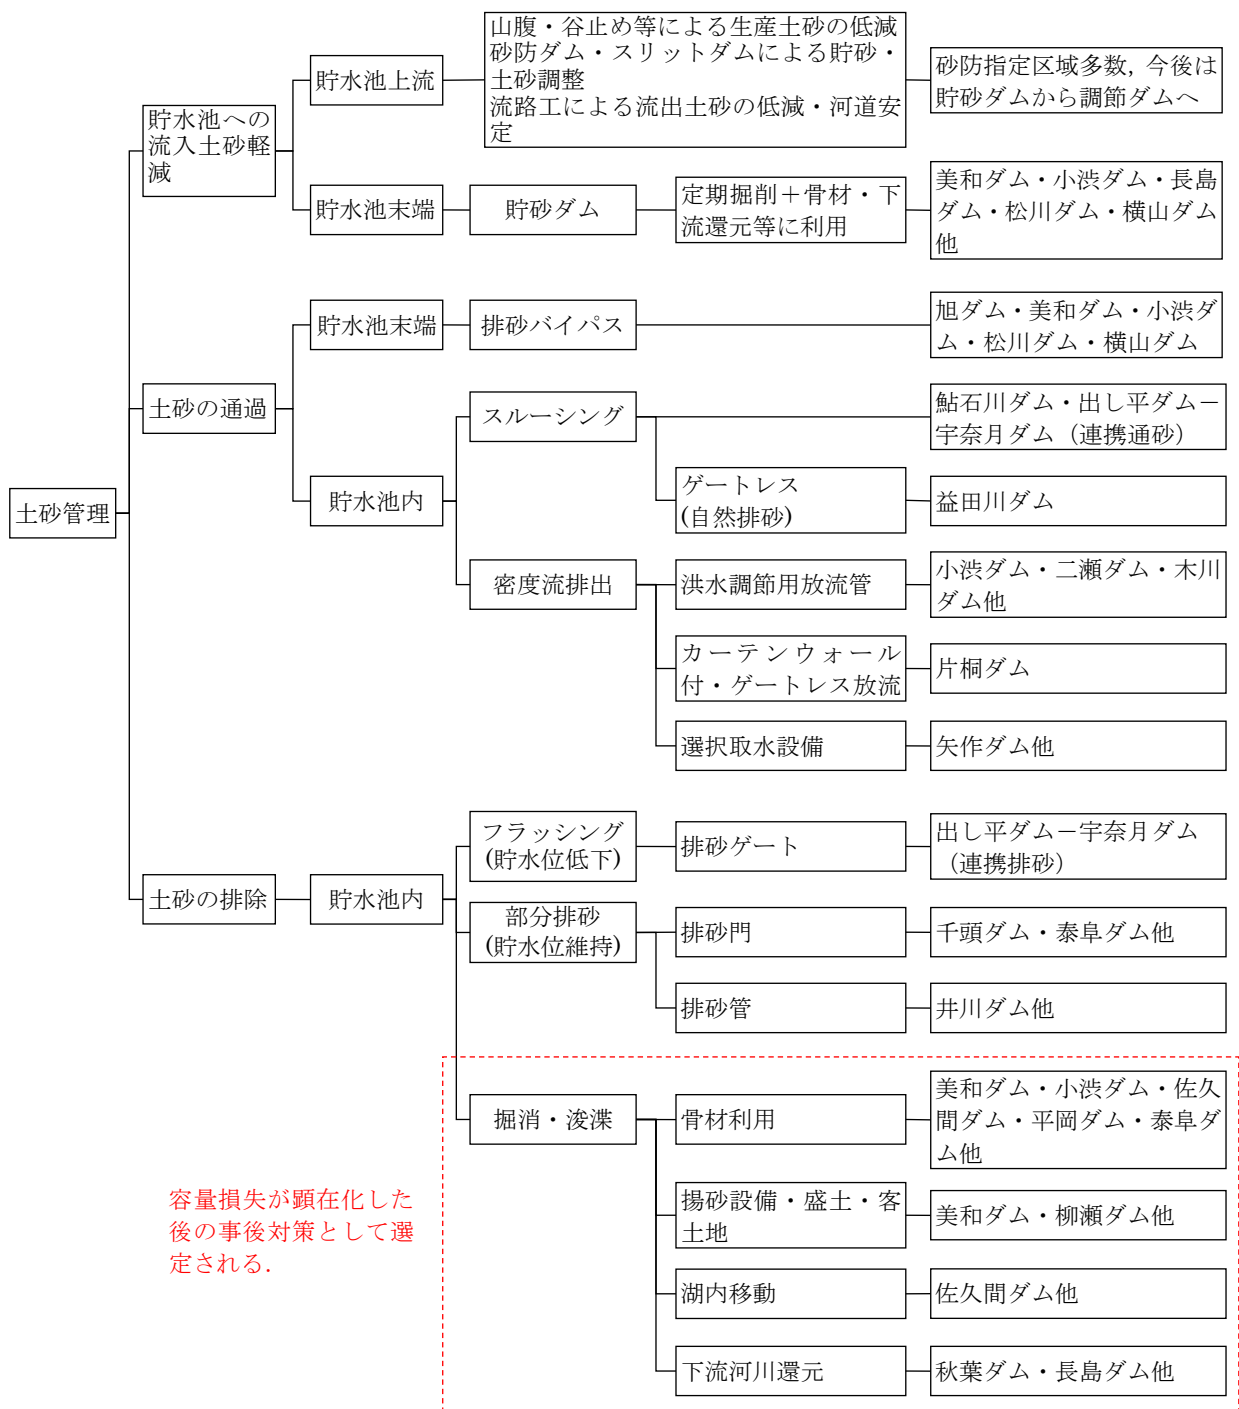 山腹・谷止め等による生産土砂の低減
砂防ダム・スリットダムによる貯砂・
土砂調整
流路工による流出土砂の低減・河道安
定
貯水池上流
砂防指定区域多数, 今後は
貯砂ダムから調節ダムへ
貯水池への
流入土砂軽
減
貯水池末端
貯砂ダム
定期掘削＋骨材・下
流還元等に利用
美和ダム・小渋ダム・長島
ダム・松川ダム・横山ダム
他
貯水池末端
排砂バイパス
旭ダム・美和ダム・小渋ダ
ム・松川ダム・横山ダム
土砂の通過
スルーシング
鮎石川ダム・出し平ダム－
宇奈月ダム（連携通砂）
貯水池内
ゲートレス
(自然排砂)
益田川ダム
土砂管理
密度流排出
洪水調節用放流管
小渋ダム・二瀬ダム・木川
ダム他
カーテンウォール
付・ゲートレス放流
片桐ダム
選択取水設備
矢作ダム他
フラッシング
(貯水位低下)
排砂ゲート
出し平ダム－宇奈月ダム
（連携排砂）
土砂の排除
貯水池内
部分排砂
(貯水位維持)
排砂門
千頭ダム・泰阜ダム他
排砂管
井川ダム他
掘消・浚渫
骨材利用
美和ダム・小渋ダム・佐久
間ダム・平岡ダム・泰阜ダ
ム他
容量損失が顕在化した
後の事後対策として選
定される.
揚砂設備・盛土・客
土地
美和ダム・柳瀬ダム他
湖内移動
佐久間ダム他
下流河川還元
秋葉ダム・長島ダム他